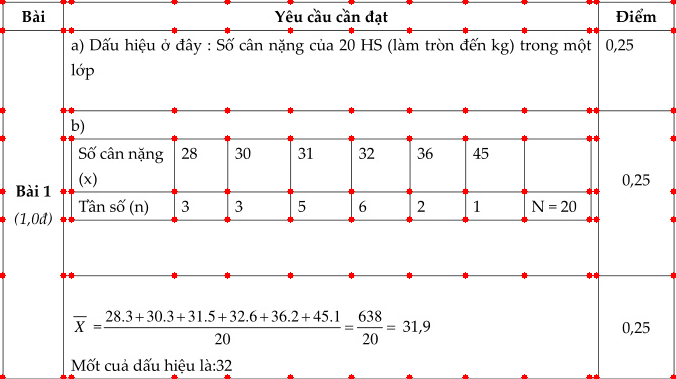 Bài Yêu cầu cần đạt Điểm
a) Dấu hiệu ở đây : Số cân nặng của 20 HS (làm tròn đến kg) trong một 0,25
lớp
b)
Số cân nặng 28 30 31 32 36 45
(x)
Bài 1
(1,0đ)
0,25
Tần số (n) 3 3 5 6 2 1 N = 20
X̅ = (28.3+30.3+31.5+32.6+36.2+45.1)/20 = 638/20 = 31,9
0,25
Mốt cuả dấu hiệu là:32